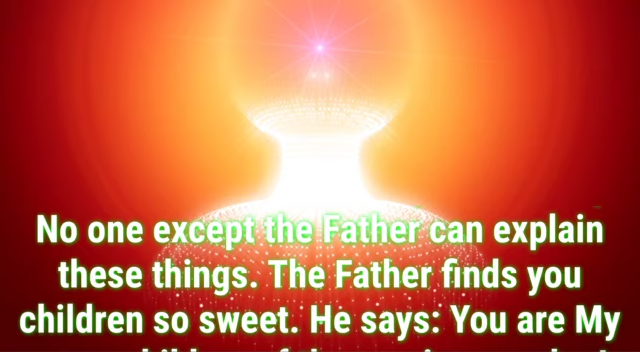 No one except the Father can explain
these things. The Father finds you
children so sweet. He says: You are My